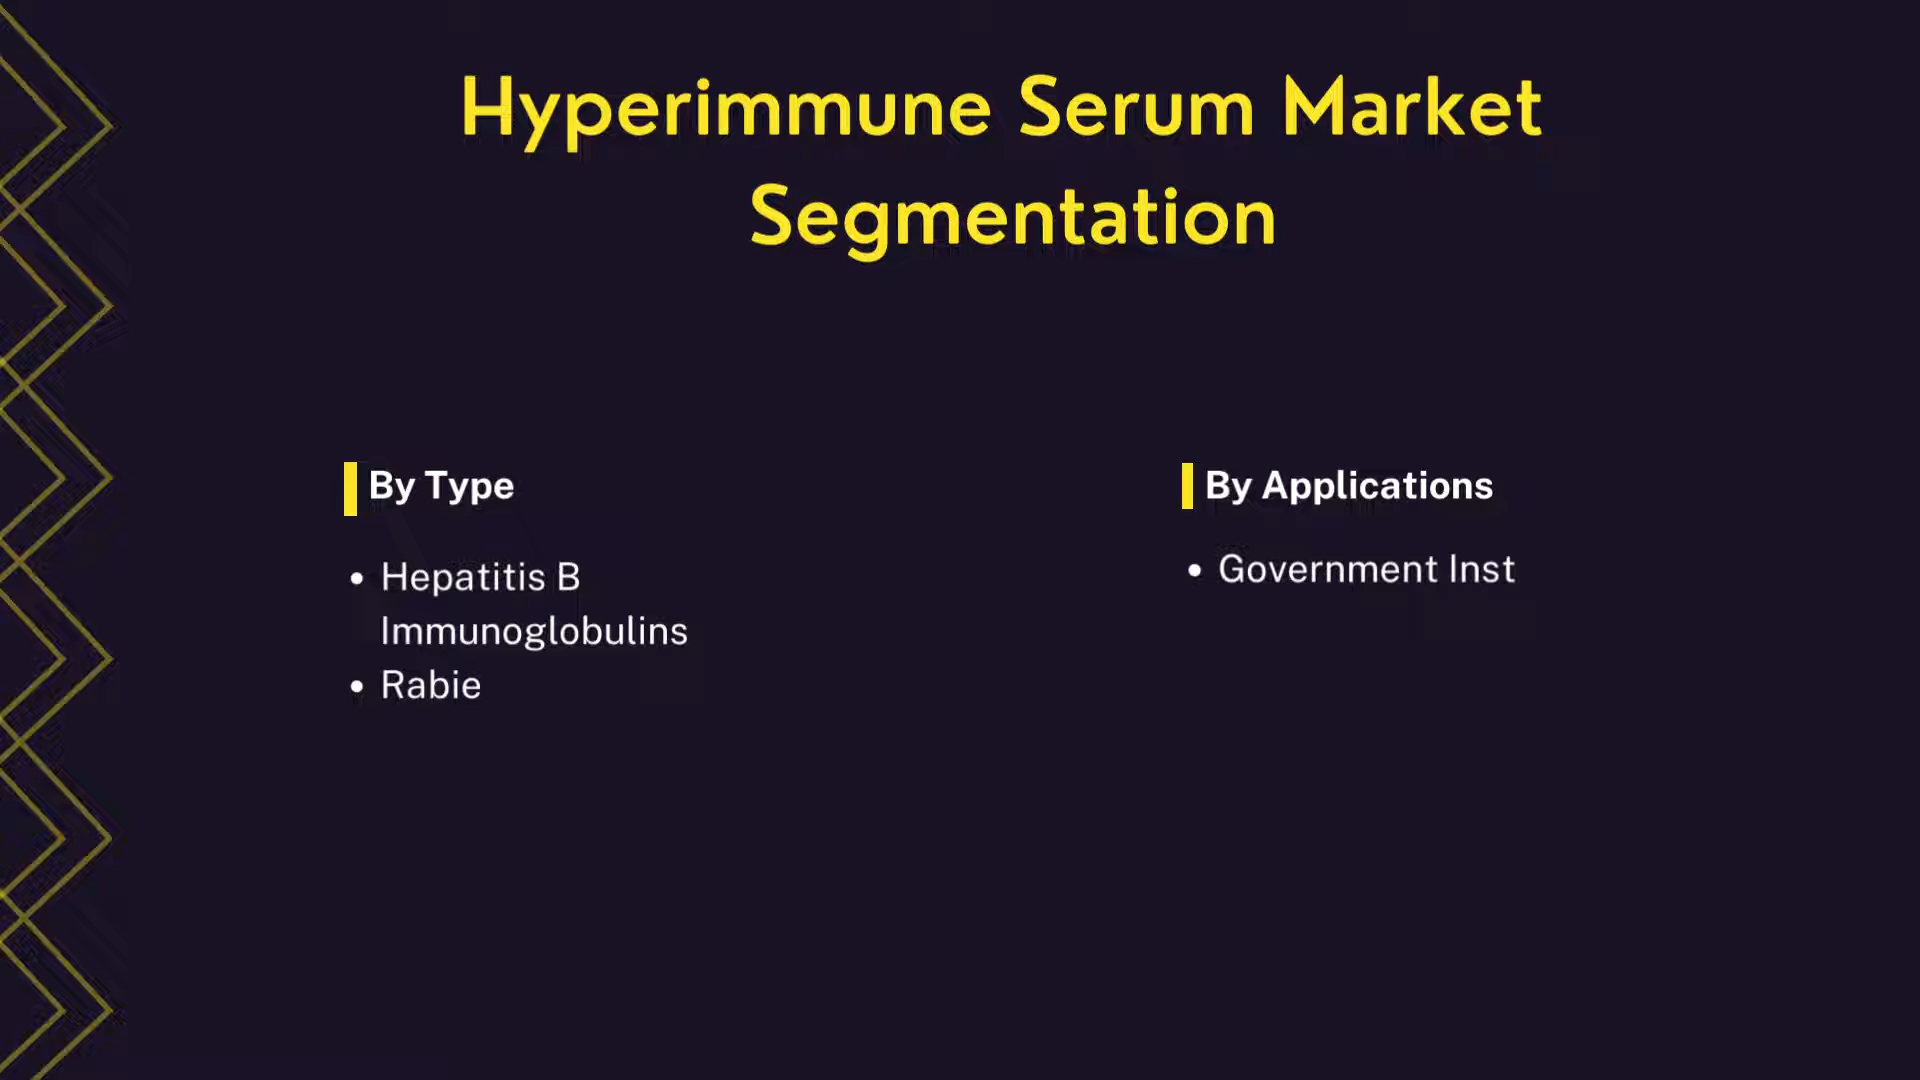 Hyperimmune Serum Market
Segmentation
By Type
• Hepatitis B
Immunoglobulins
• Rabie
By Applications
• Government Inst